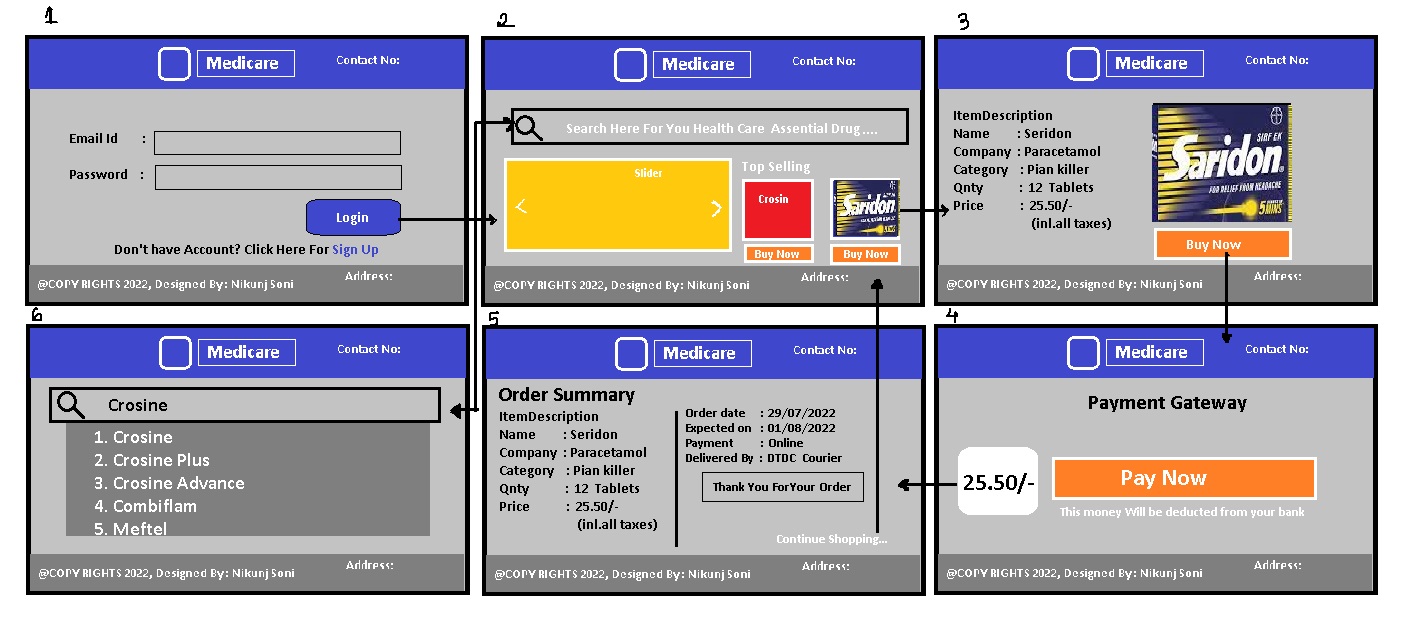 1
Medicare
Contact No:
Email Id :
Password :
Login
Don't have Account? Click Here For Sign Up
Address:
@COPY RIGHTS 2022, Designed By: Nikunj Soni
2
Medicare
Contact No:
Search Here For You Health Care Assential Drug....
Slider
Top Selling
Crosin
Saridon
Buy Now
Buy Now
Address:
@COPY RIGHTS 2022, Designed By: Nikunj Soni
3
Medicare
Contact No:
ItemDescription
Name : Seridon
Company : Paracetamol
Category : Pian killer
Qnty : 12 Tablets
Price : 25.50/-
(inl.all taxes)
SIRF EK
Saridon
FOR RELIEF FROM HEADACHE
5 MINS
Buy Now
Address:
@COPY RIGHTS 2022, Designed By: Nikunj Soni
4
Medicare
Contact No:
Payment Gateway
25.50/-
Pay Now
This money Will be deducted from your bank
Address:
@COPY RIGHTS 2022, Designed By: Nikunj Soni
5
Medicare
Contact No:
Order Summary
ItemDescription
Name : Seridon
Company : Paracetamol
Category : Pian killer
Qnty : 12 Tablets
Price : 25.50/-
(inl.all taxes)
Order date : 29/07/2022
Expected on : 01/08/2022
Payment : Online
Delivered By : DTDC Courier
Thank You ForYour Order
Continue Shopping...
Address:
@COPY RIGHTS 2022, Designed By: Nikunj Soni
6
Medicare
Contact No:
Crosine
1. Crosine
2. Crosine Plus
3. Crosine Advance
4. Combiflam
5. Meftel
Address:
@COPY RIGHTS 2022, Designed By: Nikunj Soni